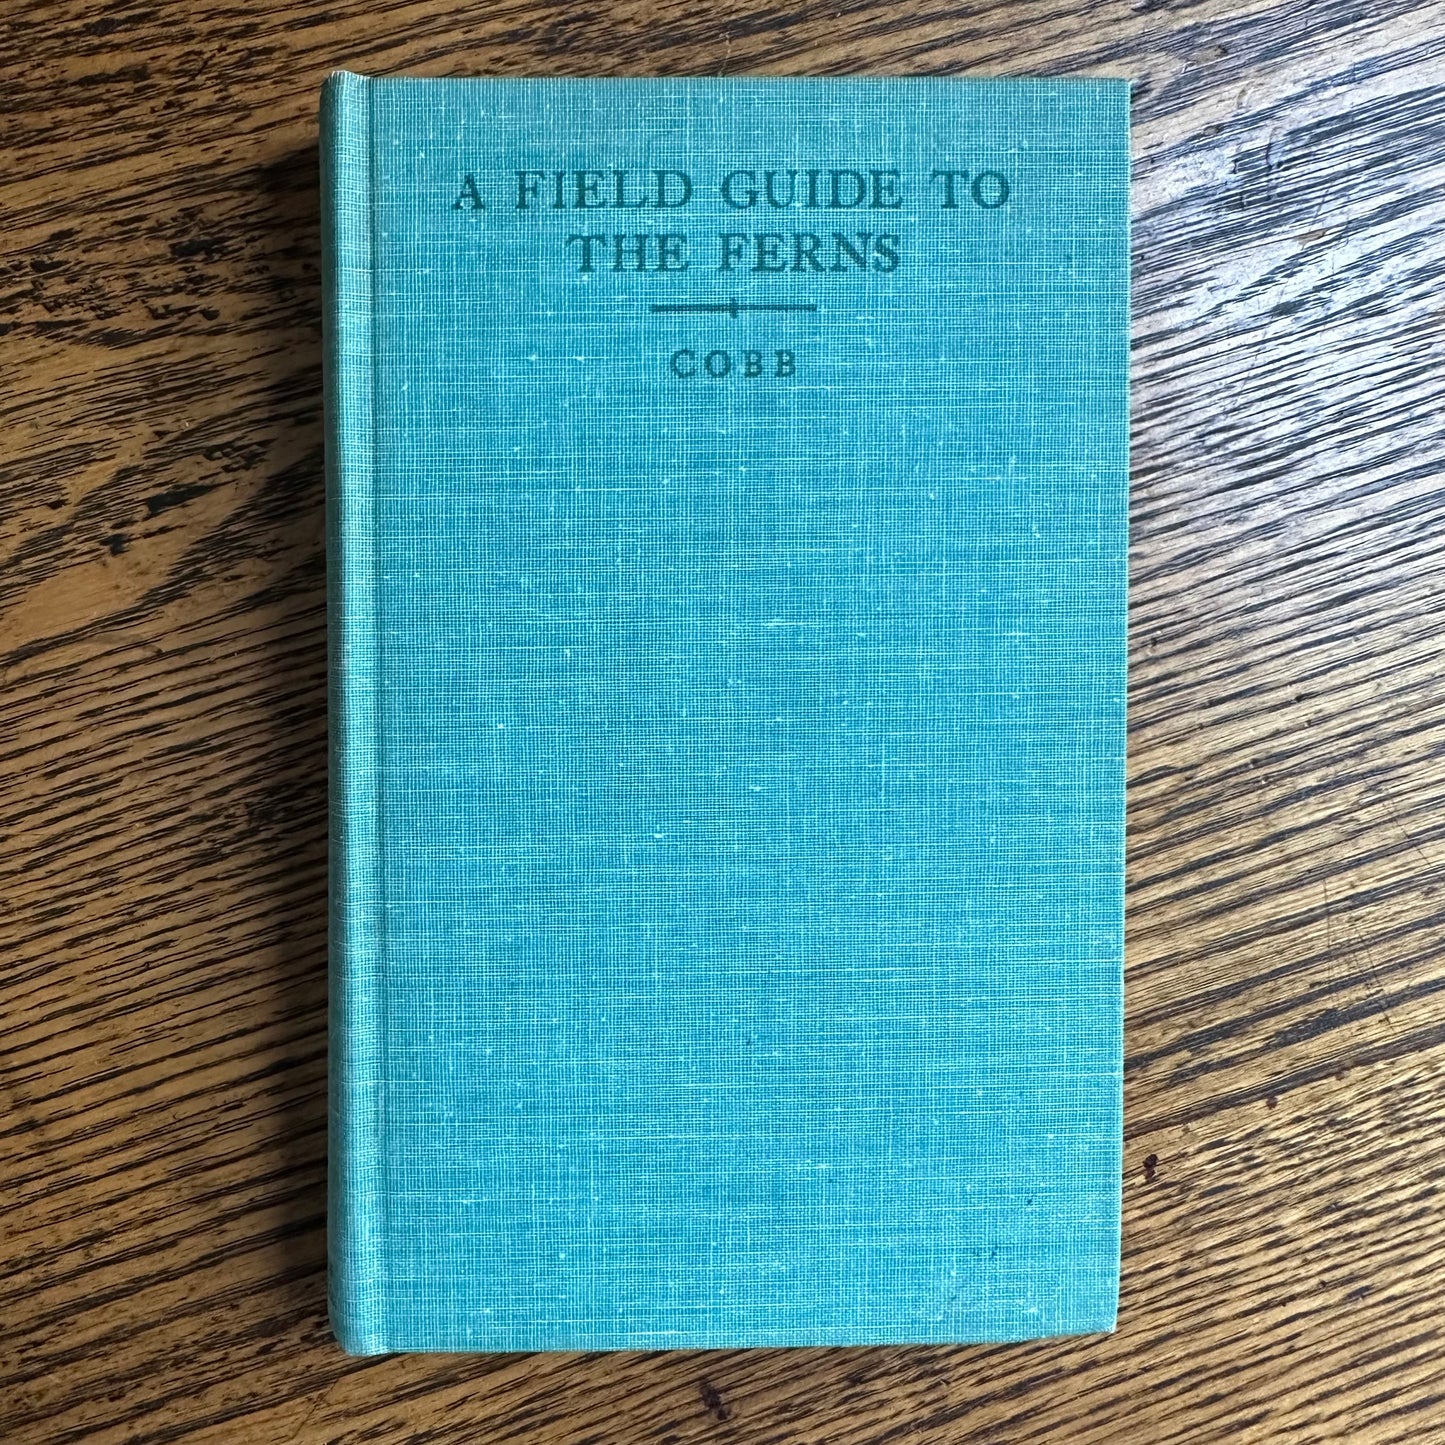 A FIELD GUIDE TO
THE FERNS
COBB